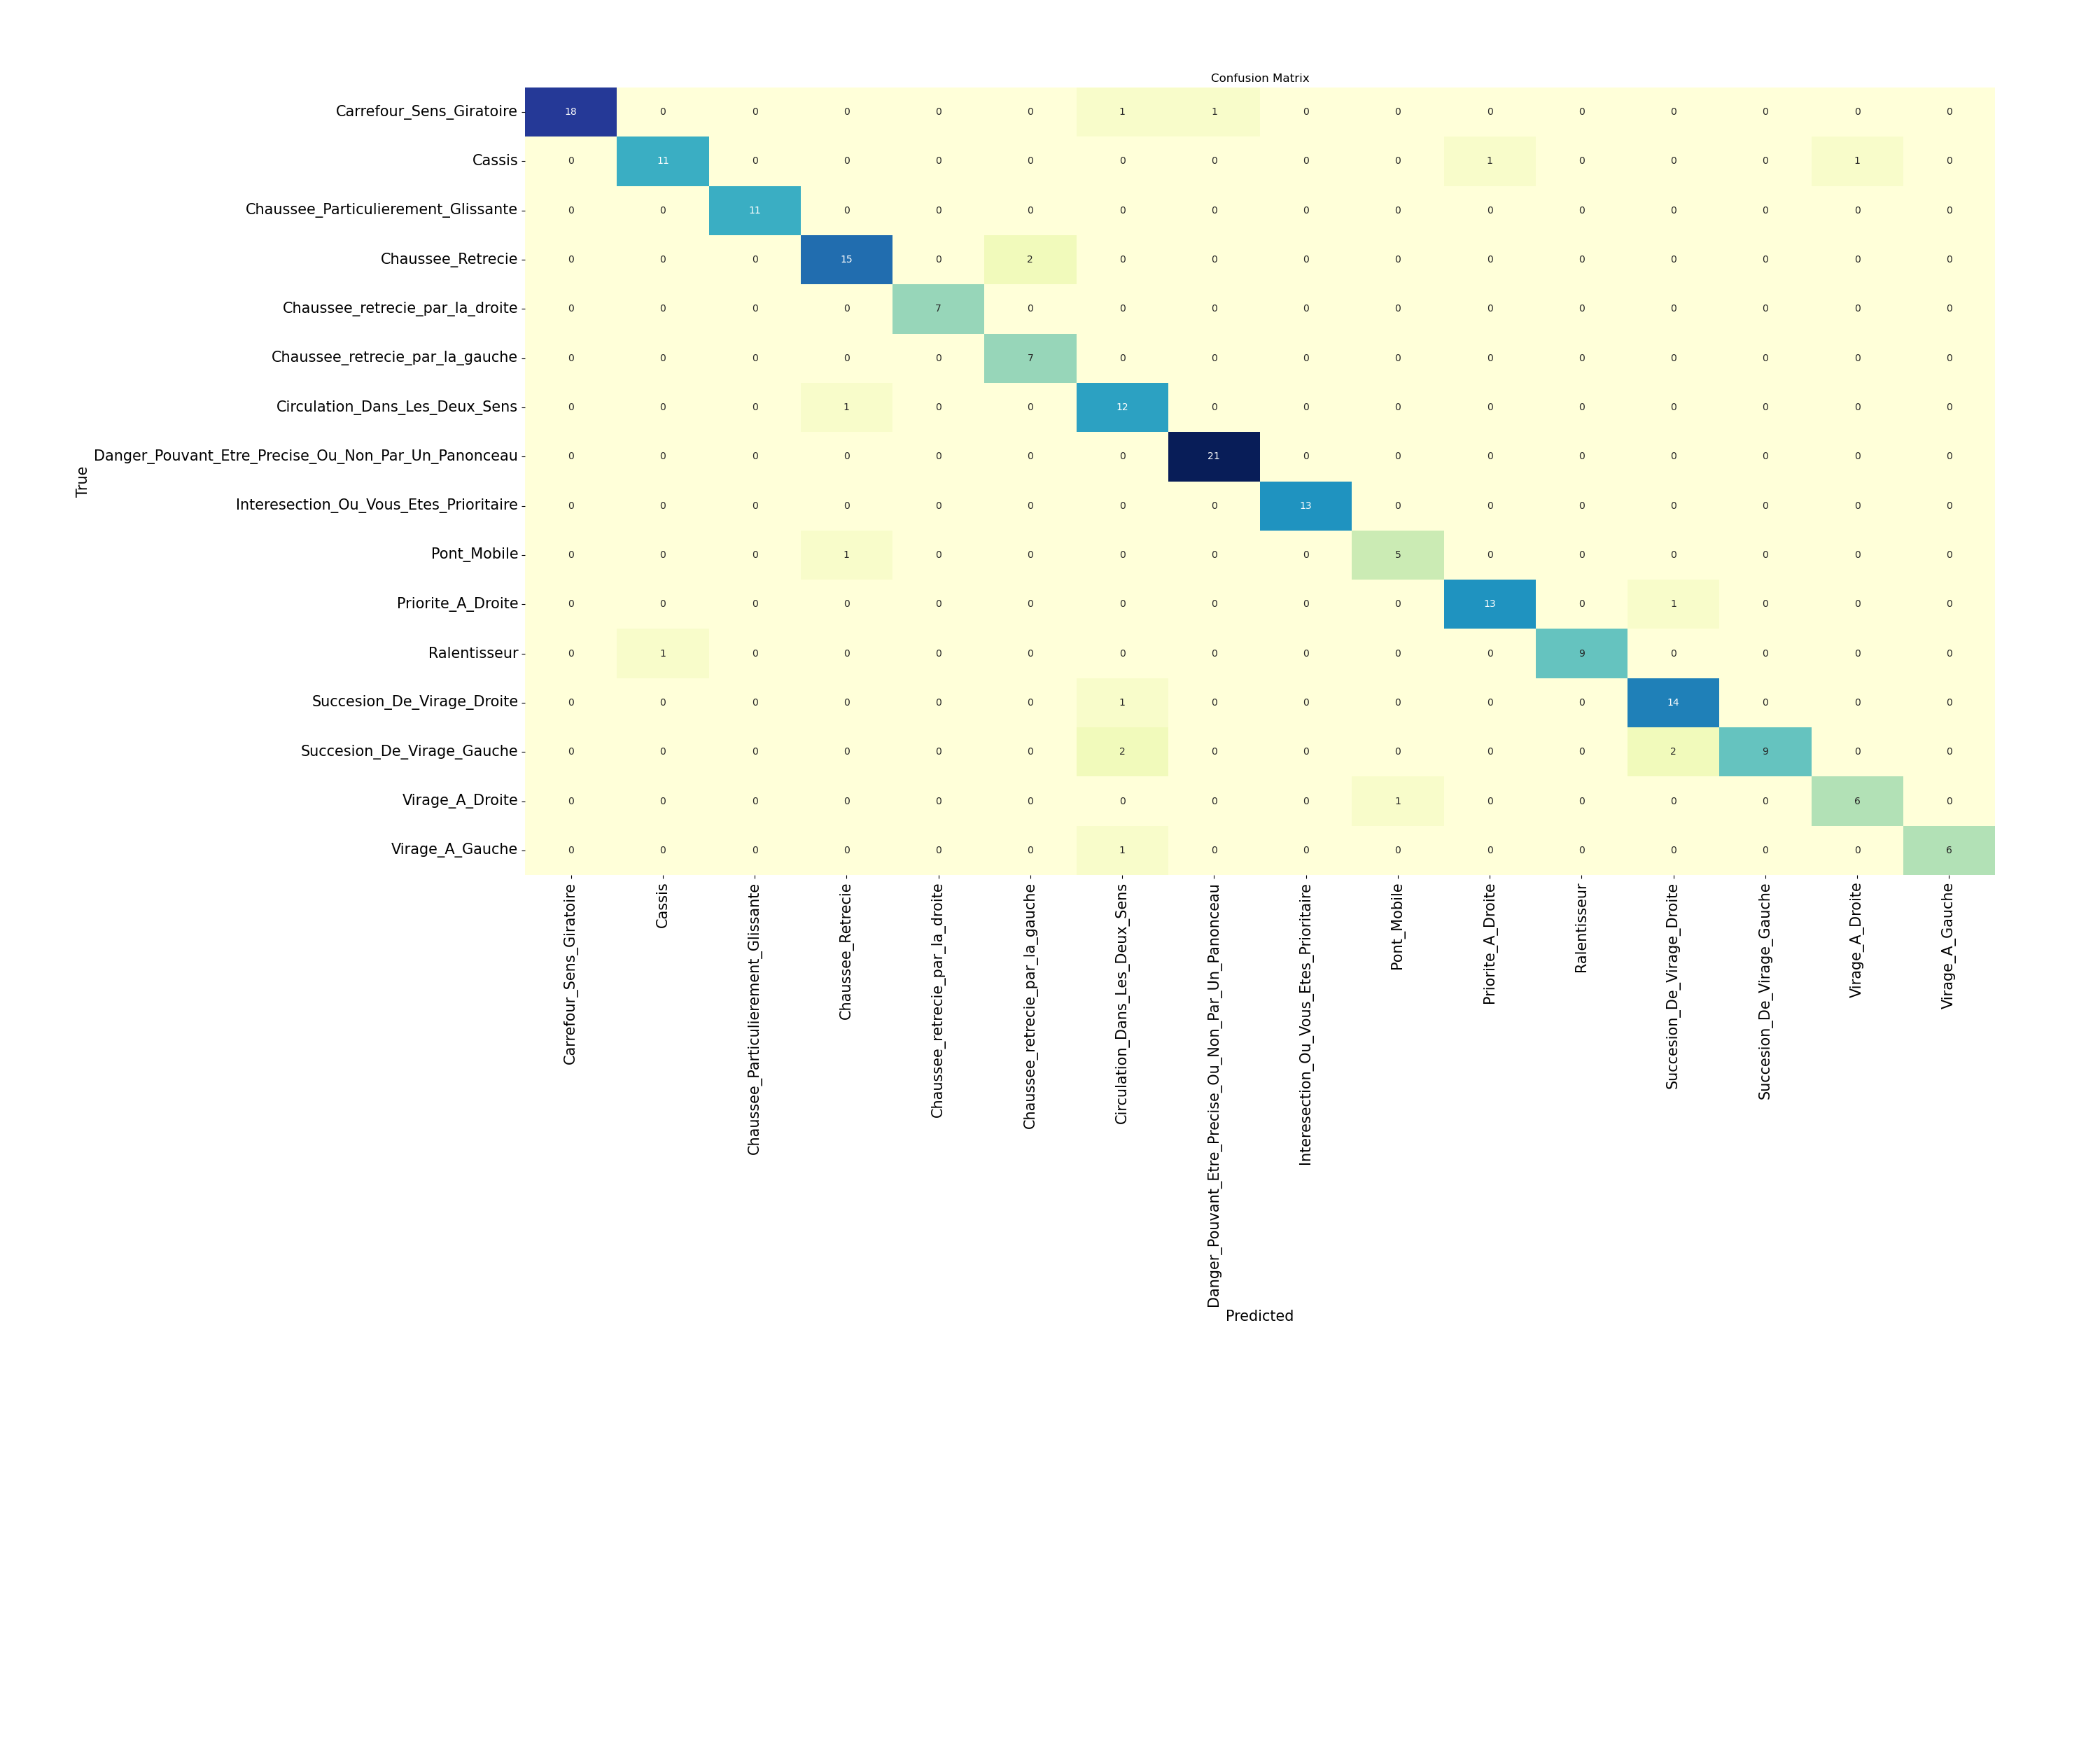 Confusion Matrix
True
Carrefour_Sens_Giratoire 18 0 0 0 0 0 1 1 0 0 0 0 0 0 0 0
Cassis 0 11 0 0 0 0 0 0 0 0 1 0 0 0 1 0
Chaussee_Particulierement_Glissante 0 0 11 0 0 0 0 0 0 0 0 0 0 0 0 0
Chaussee_Retrecie 0 0 0 15 0 2 0 0 0 0 0 0 0 0 0 0
Chaussee_retrecie_par_la_droite 0 0 0 0 7 0 0 0 0 0 0 0 0 0 0 0
Chaussee_retrecie_par_la_gauche 0 0 0 0 0 7 0 0 0 0 0 0 0 0 0 0
Circulation_Dans_Les_Deux_Sens 0 0 0 1 0 0 12 0 0 0 0 0 0 0 0 0
Danger_Pouvant_Etre_Precise_Ou_Non_Par_Un_Panonceau 0 0 0 0 0 0 0 21 0 0 0 0 0 0 0 0
Interesection_Ou_Vous_Etes_Prioritaire 0 0 0 0 0 0 0 0 13 0 0 0 0 0 0 0
Pont_Mobile 0 0 0 1 0 0 0 0 0 5 0 0 0 0 0 0
Priorite_A_Droite 0 0 0 0 0 0 0 0 0 0 13 0 1 0 0 0
Ralentisseur 0 1 0 0 0 0 0 0 0 0 0 9 0 0 0 0
Succesion_De_Virage_Droite 0 0 0 0 0 0 1 0 0 0 0 0 14 0 0 0
Succesion_De_Virage_Gauche 0 0 0 0 0 0 2 0 0 0 0 0 2 9 0 0
Virage_A_Droite 0 0 0 0 0 0 0 0 0 1 0 0 0 0 6 0
Virage_A_Gauche 0 0 0 0 0 0 1 0 0 0 0 0 0 0 0 6
Carrefour_Sens_Giratoire
Cassis
Chaussee_Particulierement_Glissante
Chaussee_Retrecie
Chaussee_retrecie_par_la_droite
Chaussee_retrecie_par_la_gauche
Circulation_Dans_Les_Deux_Sens
Danger_Pouvant_Etre_Precise_Ou_Non_Par_Un_Panonceau
Interesection_Ou_Vous_Etes_Prioritaire
Pont_Mobile
Priorite_A_Droite
Ralentisseur
Succesion_De_Virage_Droite
Succesion_De_Virage_Gauche
Virage_A_Droite
Virage_A_Gauche
Predicted